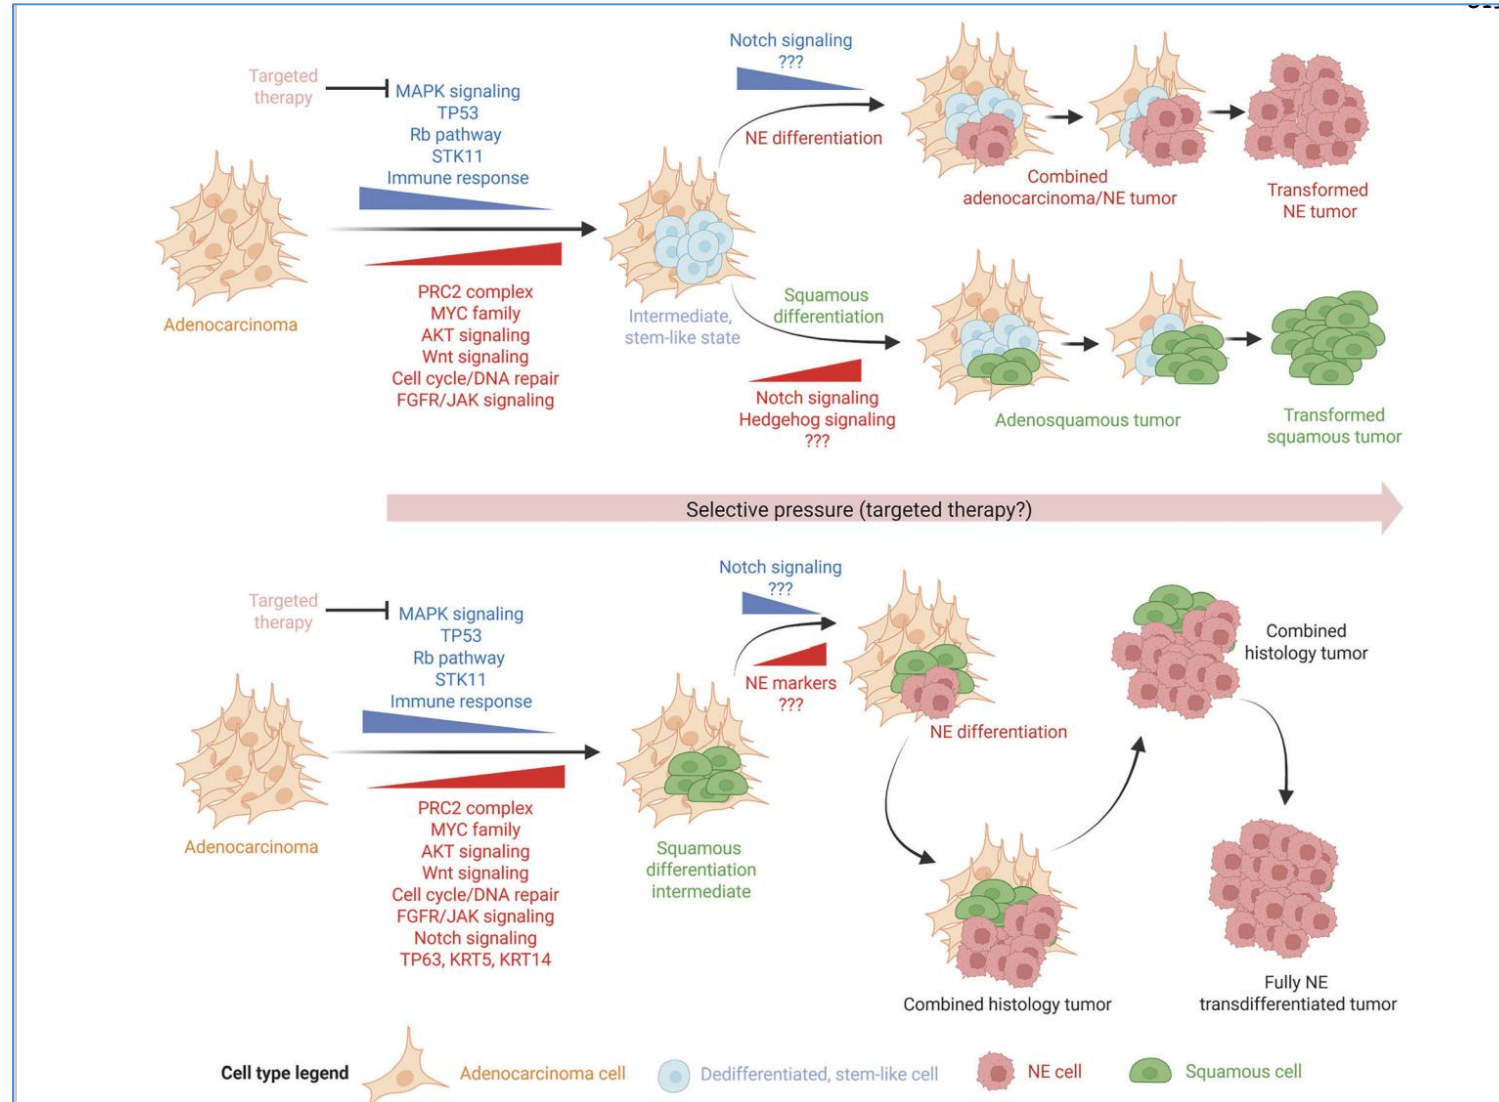 Targeted
therapy
MAPK signaling
TP53
Rb pathway
STK11
Immune response
PRC2 complex
MYC family
AKT signaling
Wnt signaling
Cell cycle/DNA repair
FGFR/JAK signaling
Adenocarcinoma
Intermediate,
stem-like state
Notch signaling
???
NE differentiation
Combined
adenocarcinoma/NE tumor
Transformed
NE tumor
Squamous
differentiation
Notch signaling
Hedgehog signaling
???
Adenosquamous tumor
Transformed
squamous tumor
Selective pressure (targeted therapy?)
Targeted
therapy
MAPK signaling
TP53
Rb pathway
STK11
Immune response
PRC2 complex
MYC family
AKT signaling
Wnt signaling
Cell cycle/DNA repair
FGFR/JAK signaling
Notch signaling
TP63, KRT5, KRT14
Adenocarcinoma
Squamous
differentiation
intermediate
Notch signaling
???
NE markers
???
NE differentiation
Combined histology tumor
Combined
histology tumor
Fully NE
transdifferentiated tumor
Cell type legend
Adenocarcinoma cell
Dedifferentiated, stem-like cell
NE cell
Squamous cell